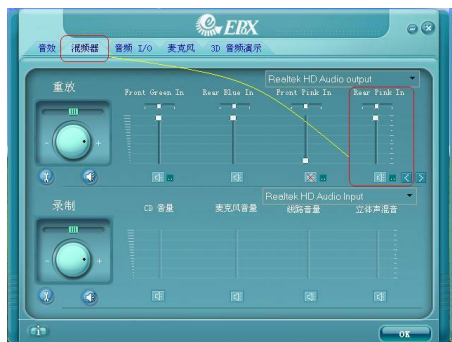 EBX
音效 混频器 音频 I/O 麦克风 3D 音频演示
Realtek HD Audio output
重放
Front Green In Rear Blue In Front Pink In Rear Pink In
Realtek HD Audio Input
录制
CD 音量 麦克风音量 线路音量 立体声混音
OK